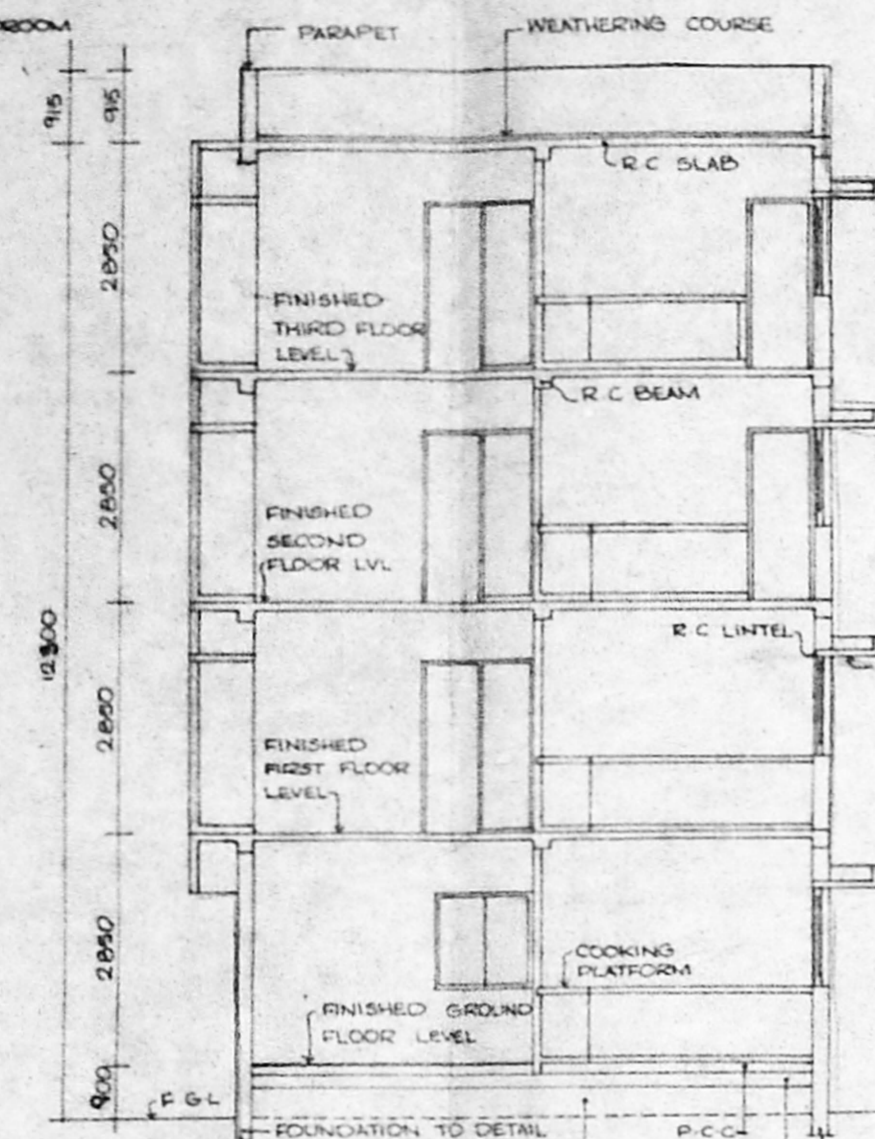 ROOM
PARAPET
WEATHERING COURSE
915
915
R.C SLAB
2850
FINISHED
THIRD FLOOR
LEVEL
R.C BEAM
2850
FINISHED
SECOND
FLOOR LVL
12300
R.C LINTEL
2850
FINISHED
FIRST FLOOR
LEVEL
2850
COOKING
PLATFORM
FINISHED GROUND
FLOOR LEVEL
900
F.G.L
FOUNDATION TO DETAIL
P.C.C